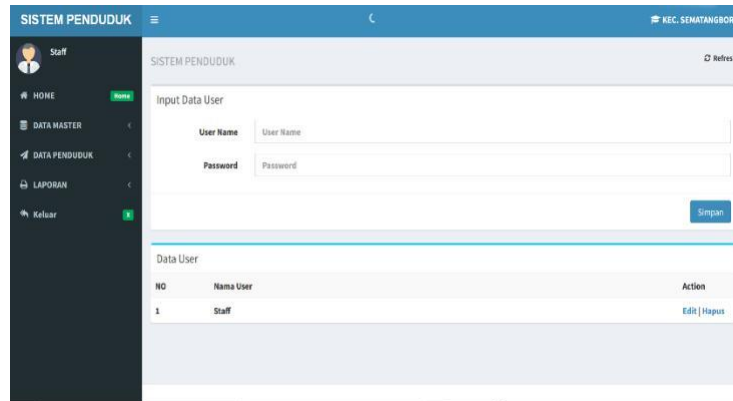 SISTEM PENDUDUK
KEC. SEMATANGBOR
Staff
SISTEM PENDUDUK
Refres
HOME Home
DATA MASTER
DATA PENDUDUK
LAPORAN
Keluar
Input Data User
User Name User Name
Password Password
Simpan
Data User
NO Nama User Action
1 Staff Edit | Hapus